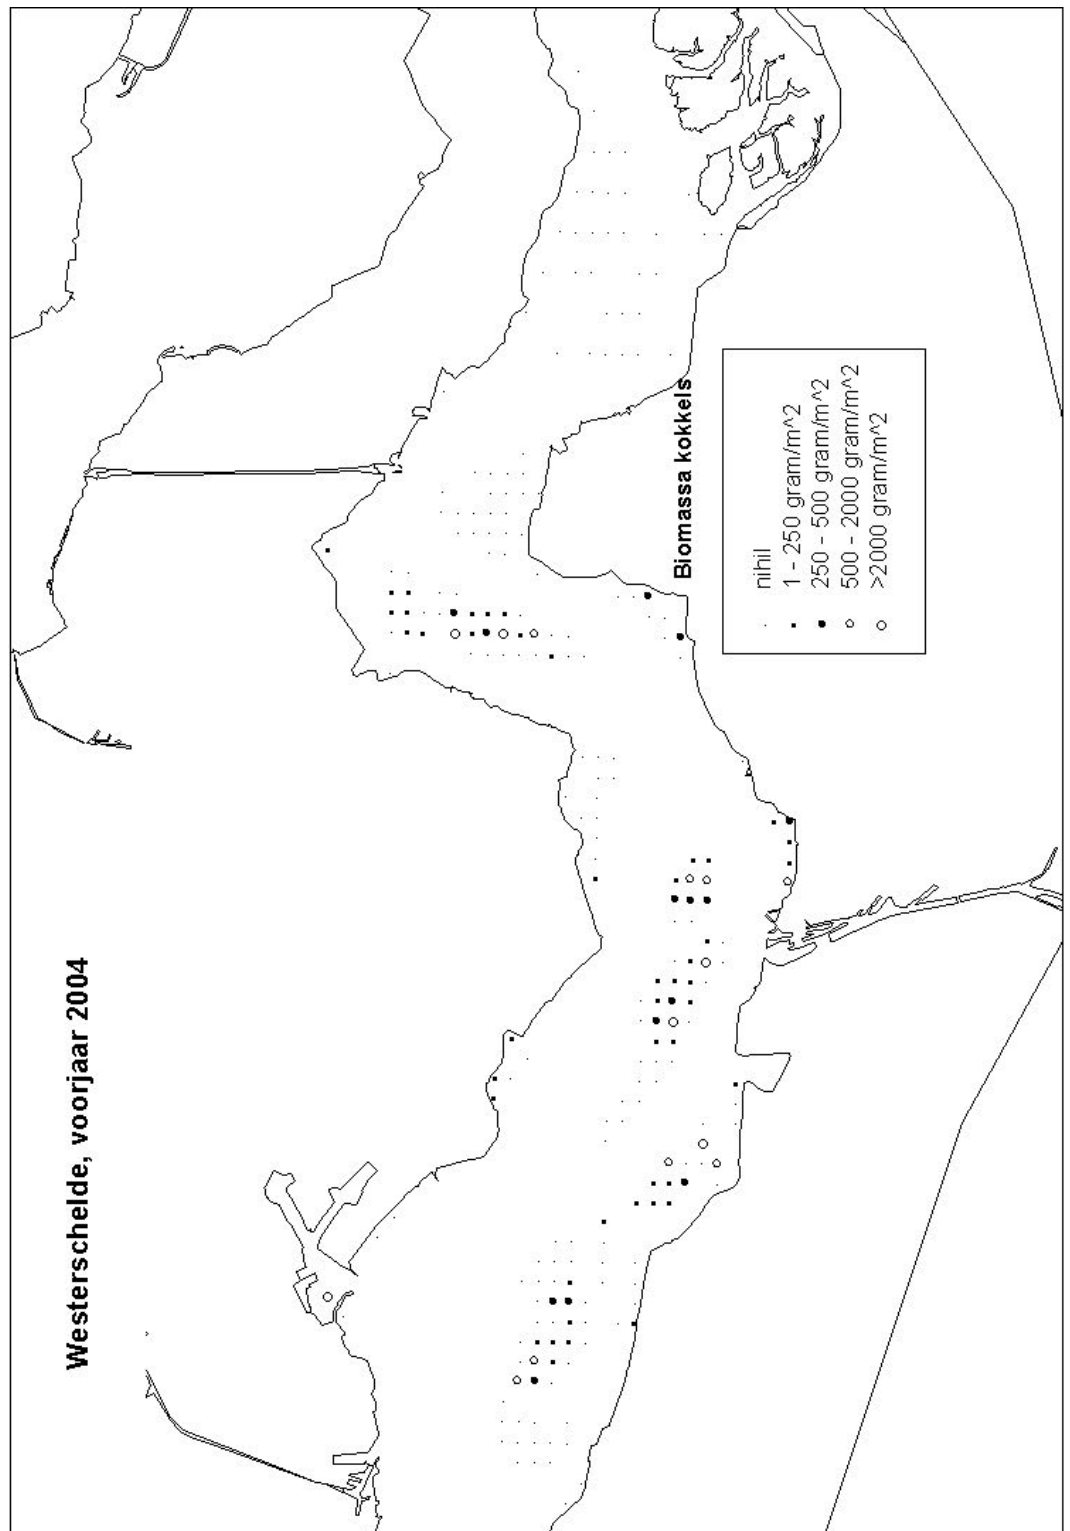 Westerschelde, voorjaar 2004
Biomassa kokkels
nihil
1 - 250 gram/m^2
250 - 500 gram/m^2
500 - 2000 gram/m^2
>2000 gram/m^2